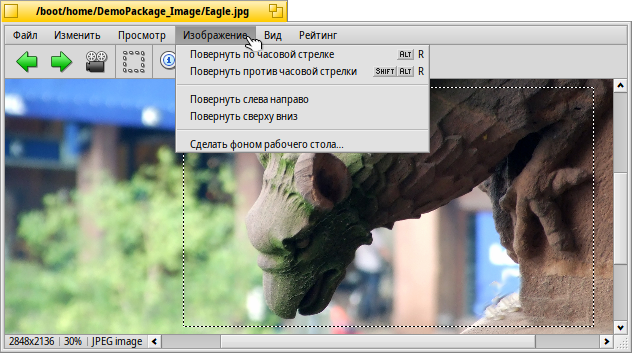 /boot/home/DemoPackage_Image/Eagle.jpg
Файл Изменить Просмотр Изображение Вид Рейтинг
Повернуть по часовой стрелке ALT R
Повернуть против часовой стрелки SHIFT ALT R
Повернуть слева направо
Повернуть сверху вниз
Сделать фоном рабочего стола...
2848x2136 30% JPEG image